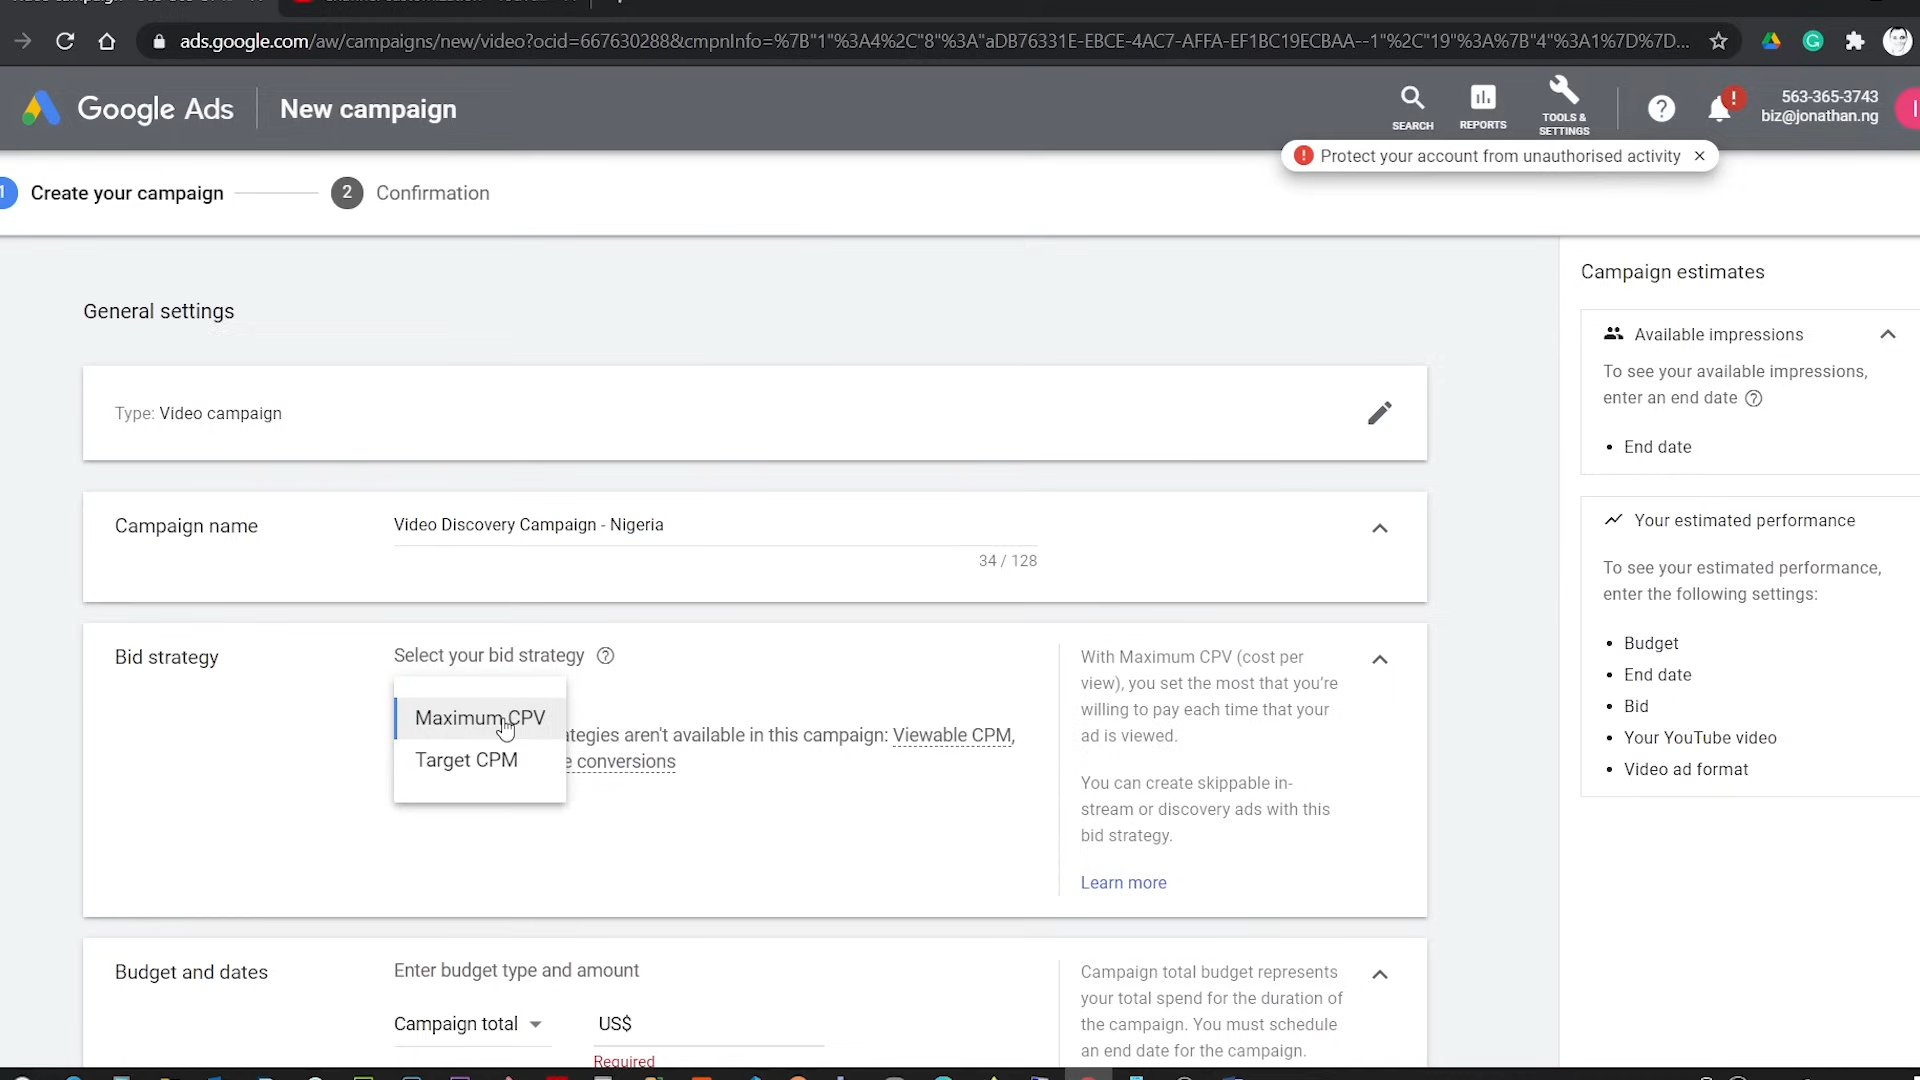 ads.google.com/aw/campaigns/new/video?ocid=667630288&cmpnInfo=%7B"1"%3A4%2C"8"%3A"aDB76331E-EBCE-4AC7-AFFA-EF1BC19ECBAA--1"%2C"19"%3A%7B"4"%3A1%7D%7D...
Google Ads
New campaign
SEARCH
REPORTS
TOOLS &
SETTINGS
563-365-3743
biz@jonathan.ng
Protect your account from unauthorised activity
1 Create your campaign
2 Confirmation
General settings
Type: Video campaign
Campaign name
Video Discovery Campaign - Nigeria
34 / 128
Bid strategy
Select your bid strategy
Maximum CPV
Target CPM
tegies aren't available in this campaign: Viewable CPM,
e conversions
With Maximum CPV (cost per
view), you set the most that you're
willing to pay each time that your
ad is viewed.
You can create skippable in-
stream or discovery ads with this
bid strategy.
Learn more
Budget and dates
Enter budget type and amount
Campaign total
US$
Required
Campaign total budget represents
your total spend for the duration of
the campaign. You must schedule
an end date for the campaign.
Campaign estimates
Available impressions
To see your available impressions,
enter an end date
• End date
Your estimated performance
To see your estimated performance,
enter the following settings:
• Budget
• End date
• Bid
• Your YouTube video
• Video ad format